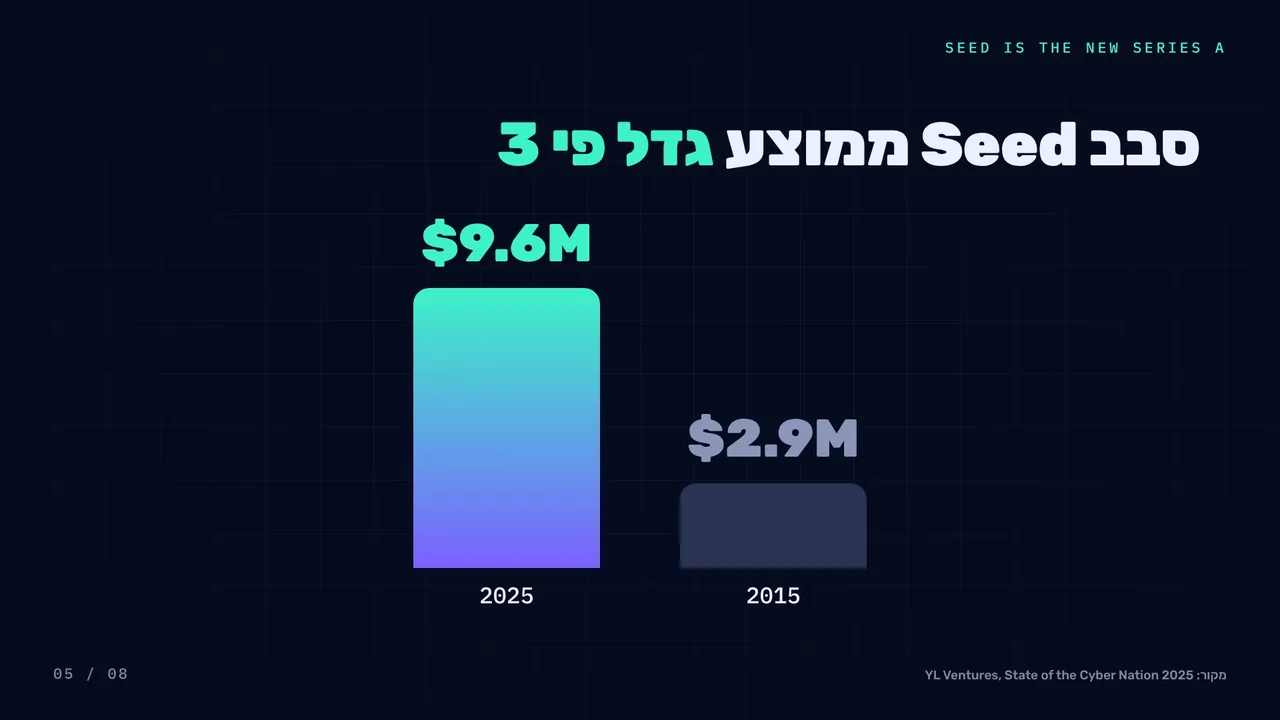 SEED IS THE NEW SERIES A
סבב Seed ממוצע גדל פי 3
$9.6M
$2.9M
2025
2015
05 / 08
מקור: YL Ventures, State of the Cyber Nation 2025